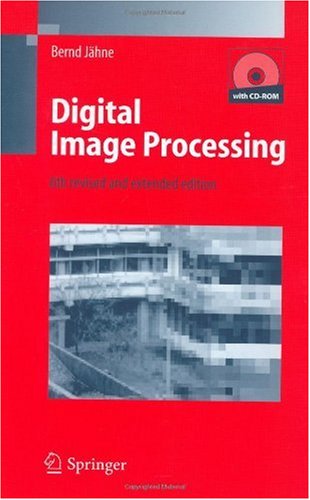 Bernd Jähne
with CD-ROM
Digital
Image Processing
6th revised and extended edition
Springer